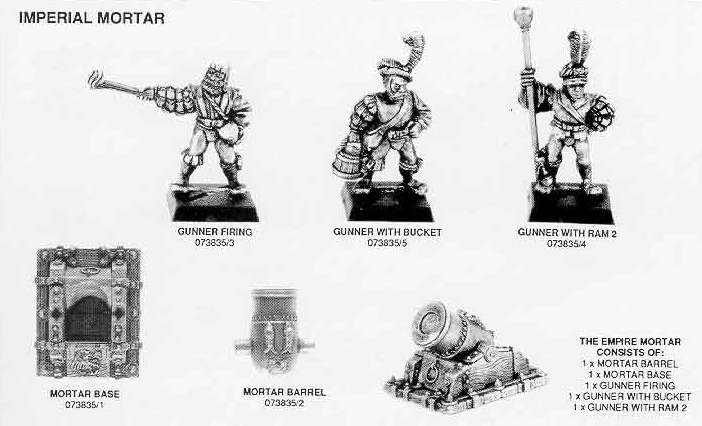 IMPERIAL MORTAR
GUNNER FIRING
073835/3
GUNNER WITH BUCKET
073835/5
GUNNER WITH RAM 2
073835/4
MORTAR BASE
073835/1
MORTAR BARREL
073835/2
THE EMPIRE MORTAR
CONSISTS OF:
1 x MORTAR BARREL
1 x MORTAR BASE
1 x GUNNER FIRING
1 x GUNNER WITH BUCKET
1 x GUNNER WITH RAM 2